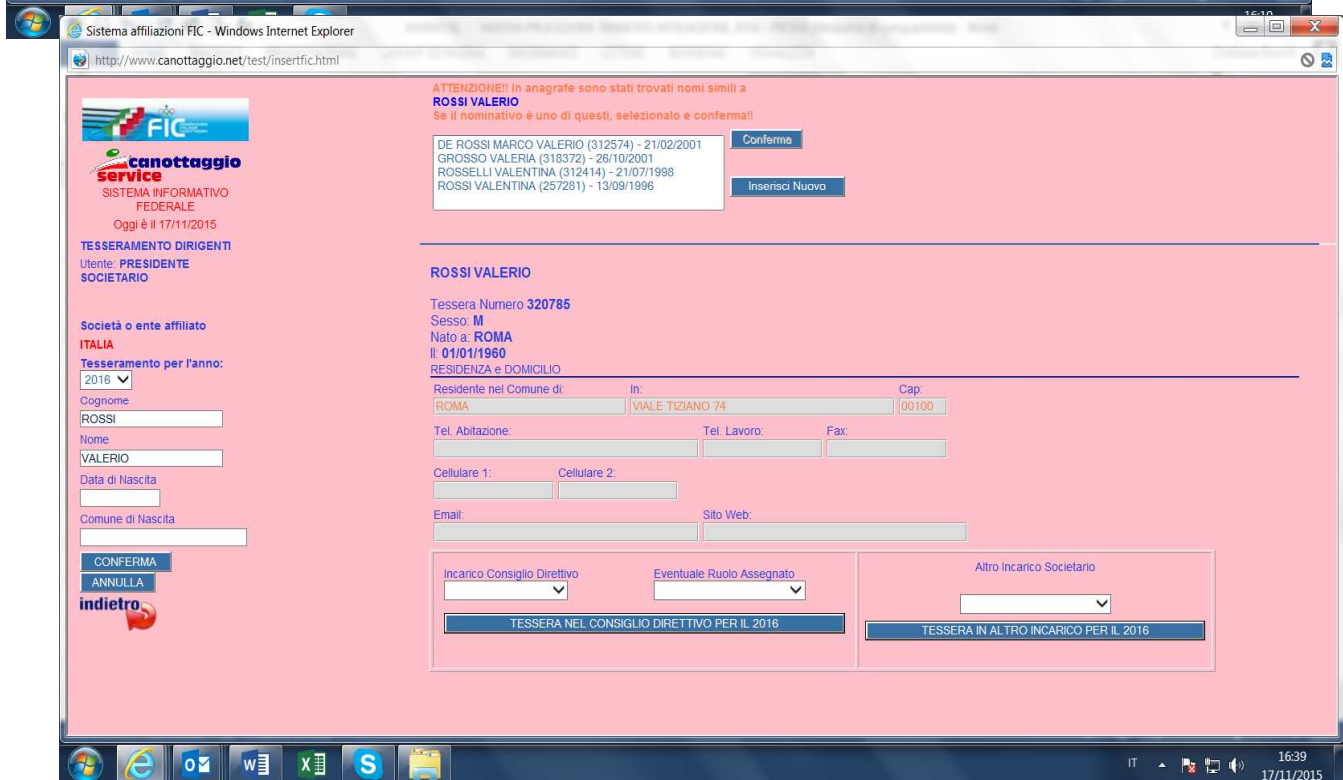 16:10
Sistema affiliazioni FIC - Windows Internet Explorer
http://www.canottaggio.net/test/insertfic.html
FIC
canottaggio
service
SISTEMA INFORMATIVO
FEDERALE
Oggi è il 17/11/2015
TESSERAMENTO DIRIGENTI
Utente: PRESIDENTE
SOCIETARIO
Società o ente affiliato
ITALIA
Tesseramento per l'anno:
2016
Cognome
ROSSI
Nome
VALERIO
Data di Nascita
Comune di Nascita
CONFERMA
ANNULLA
indietro
ATTENZIONE!! In anagrafe sono stati trovati nomi simili a
ROSSI VALERIO
Se il nominativo è uno di questi, selezionalo e conferma!!
DE ROSSI MARCO VALERIO (312574) - 21/02/2001
GROSSO VALERIA (318372) - 26/10/2001
ROSSELLI VALENTINA (312414) - 21/07/1998
ROSSI VALENTINA (257281) - 13/09/1996
Conferma
Inserisci Nuovo
ROSSI VALERIO
Tessera Numero 320785
Sesso: M
Nato a: ROMA
Il: 01/01/1960
RESIDENZA e DOMICILIO
Residente nel Comune di: In: Cap:
ROMA VIALE TIZIANO 74 00100
Tel. Abitazione: Tel. Lavoro: Fax:
Cellulare 1: Cellulare 2:
Email: Sito Web:
Incarico Consiglio Direttivo Eventuale Ruolo Assegnato
TESSERA NEL CONSIGLIO DIRETTIVO PER IL 2016
Altro Incarico Societario
TESSERA IN ALTRO INCARICO PER IL 2016
IT
16:39
17/11/2015